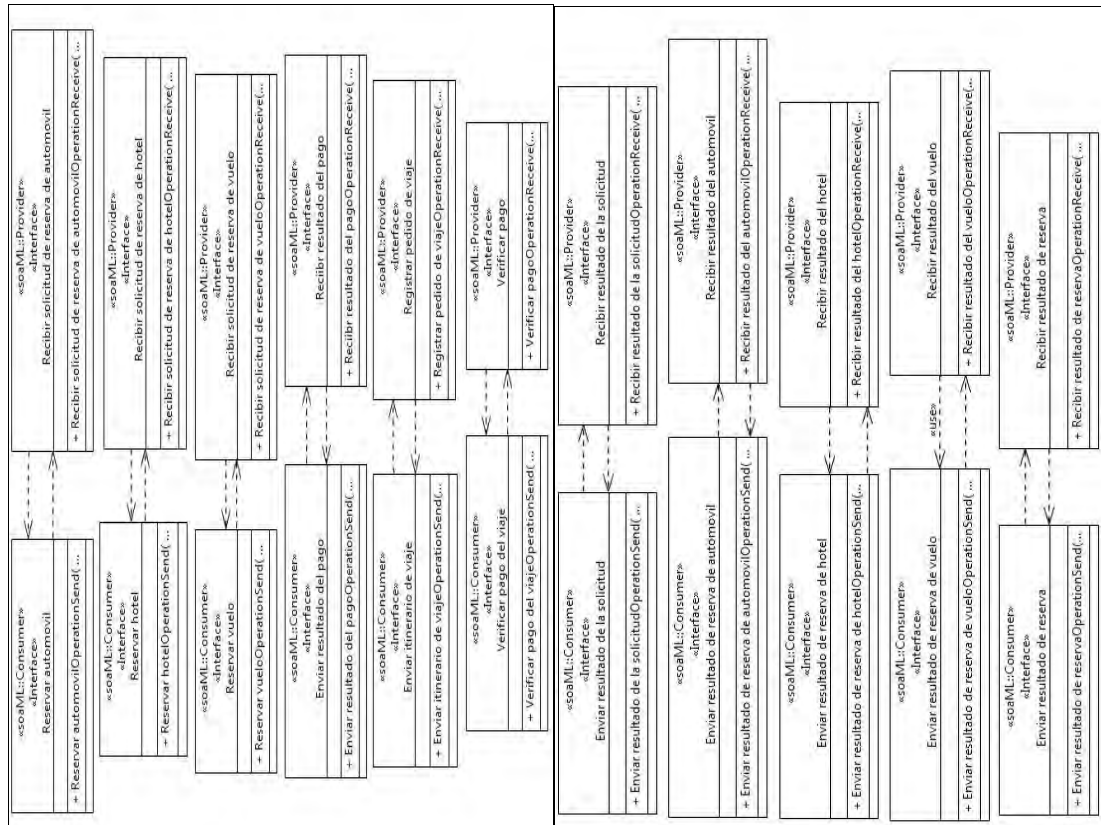 «soaML::Consumer»
«Interface»
Reservar automovil
+ Reservar automovilOperationSend( ...
«soaML::Provider»
«Interface»
Recibir solicitud de reserva de automovil
+ Recibir solicitud de reserva de automovilOperationReceive( ...
«soaML::Consumer»
«Interface»
Reservar hotel
+ Reservar hotelOperationSend( ...
«soaML::Provider»
«Interface»
Recibir solicitud de reserva de hotel
+ Recibir solicitud de reserva de hotelOperationReceive( ...
«soaML::Consumer»
«Interface»
Reservar vuelo
+ Reservar vueloOperationSend( ...
«soaML::Provider»
«Interface»
Recibir solicitud de reserva de vuelo
+ Recibir solicitud de reserva de vueloOperationReceive(...
«soaML::Consumer»
«Interface»
Enviar resultado del pago
+ Enviar resultado del pagoOperationSend( ...
«soaML::Provider»
«Interface»
Reciibr resultado del pago
+ Reciibr resultado del pagoOperationReceive( ...
«soaML::Consumer»
«Interface»
Enviar itinerario de viaje
+ Enviar itinerario de viajeOperationSend(...
«soaML::Provider»
«Interface»
Registrar pedido de viaje
+ Registrar pedido de viajeOperationReceive( ...
«soaML::Consumer»
«Interface»
Verificar pago del viaje
+ Verificar pago del viajeOperationSend( ...
«soaML::Provider»
«Interface»
Verificar pago
+ Verificar pagoOperationReceive(...
«soaML::Consumer»
«Interface»
Enviar resultado de la solicitud
+ Enviar resultado de la solicitudOperationSend( ...
«soaML::Provider»
«Interface»
Recibir resultado de la solicitud
+ Recibir resultado de la solicitudOperationReceive( ...
«soaML::Consumer»
«Interface»
Enviar resultado de reserva de automovil
+ Enviar resultado de reserva de automovilOperationSend( ...
«soaML::Provider»
«Interface»
Recibir resultado del automovil
+ Recibir resultado del automovilOperationReceive(...
«soaML::Consumer»
«Interface»
Enviar resultado de reserva de hotel
+ Enviar resultado de reserva de hotelOperationSend( ...
«soaML::Provider»
«Interface»
Recibir resultado del hotel
+ Recibir resultado del hotelOperationReceive(...
«soaML::Consumer»
«Interface»
Enviar resultado de reserva de vuelo
+ Enviar resultado de reserva de vueloOperationSend( ...
«use»
«soaML::Provider»
«Interface»
Recibir resultado del vuelo
+ Recibir resultado del vueloOperationReceive( ...
«soaML::Consumer»
«Interface»
Enviar resultado de reserva
+ Enviar resultado de reservaOperationSend( ...
«soaML::Provider»
«Interface»
Recibir resultado de reserva
+ Recibir resultado de reservaOperationReceive( ...